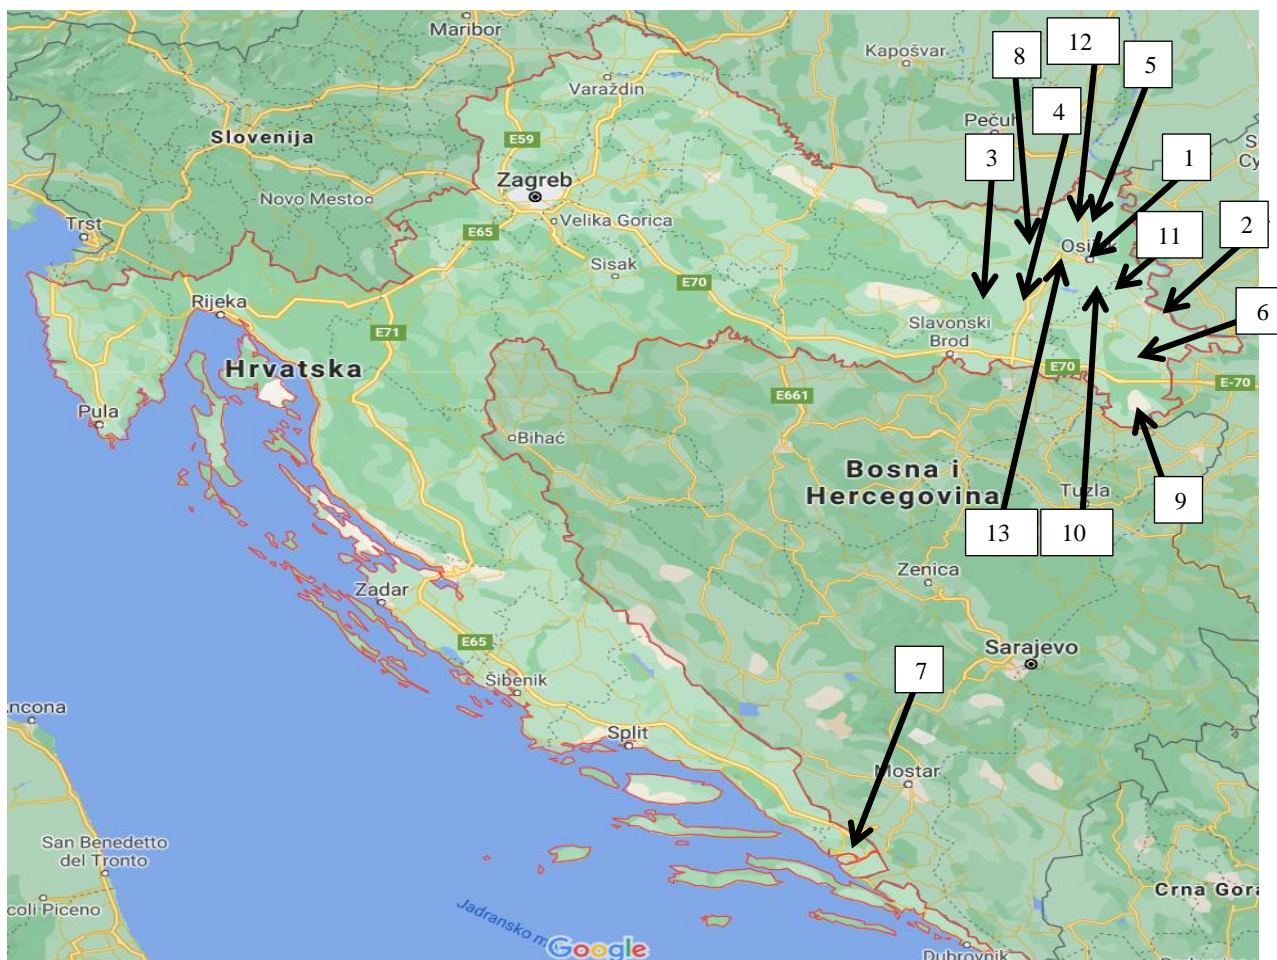 Maribor
Kapošvar
8
12
5
Varaždin
Pečuh
4
E59
Slovenija
3
1
Zagreb
Novo Mesto
Velika Gorica
Trst
E65
Osij
11
2
Sisak
E70
Rijeka
Slavonski
Brod
6
E71
Hrvatska
E70
E-70
E661
Pula
Bihać
Bosna i
Hercegovina
Tuzla
9
13
10
Zenica
Zadar
E65
Sarajevo
7
Šibenik
Ancona
Split
Mostar
San Benedetto
del Tronto
Crna Gora
coli Piceno
Jadransko m
Google
Dubrovnik